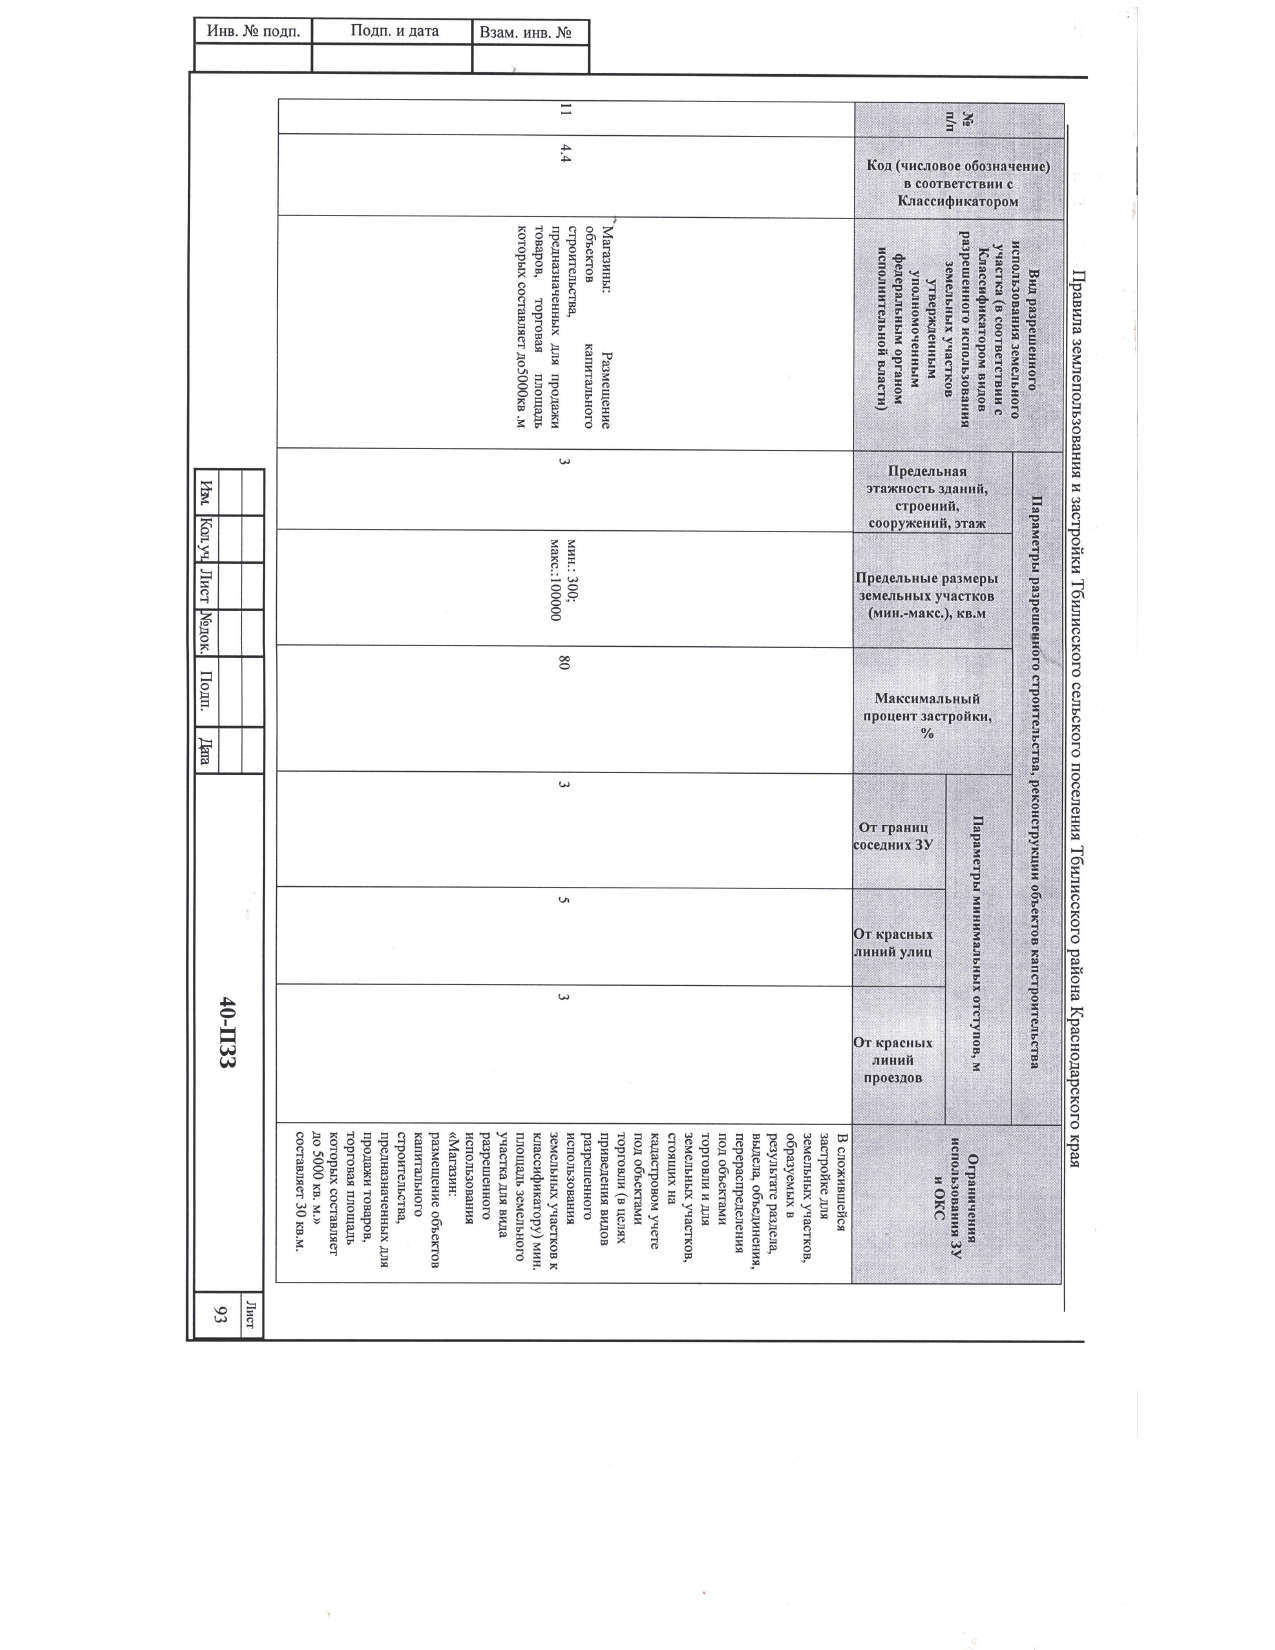 Инв. № подп.
Подп. и дата
Взам. инв. №
Правила землепользования и застройки Тбилисского сельского поселения Тбилисского района Краснодарского края
№
п/п
Код (числовое обозначение)
в соответствии с
Классификатором
Вид разрешенного
использования земельного
участка (в соответствии с
Классификатором видов
разрешенного использования
земельных участков
утвержденным
уполномоченным
федеральным органом
исполнительной власти)
Параметры разрешенного строительства, реконструкции объектов капстроительства
Предельная
этажность зданий,
строений,
сооружений, этаж
Предельные размеры
земельных участков
(мин.-макс.), кв.м
Максимальный
процент застройки,
%
Параметры минимальных отступов, м
От границ
соседних ЗУ
От красных
линий улиц
От красных
линий
проездов
Ограничения
использования ЗУ
и ОКС
11
4.4
Магазины: Размещение
объектов капитального
строительства,
предназначенных для продажи
товаров, торговая площадь
которых составляет до5000кв .м
3
мин.: 300;
макс.:100000
80
3
5
3
В сложившейся
застройке для
земельных участков,
образуемых в
результате раздела,
выдела, объединения,
перераспределения
под объектами
торговли и для
земельных участков,
стоящих на
кадастровом учете
под объектами
торговли (в целях
приведения видов
разрешенного
использования
земельных участков к
классификатору) мин.
площадь земельного
участка для вида
разрешенного
использования
«Магазин:
размещение объектов
капитального
строительства,
предназначенных для
продажи товаров,
торговая площадь
которых составляет
до 5000 кв. м.»
составляет 30 кв.м.
Изм.
Кол.уч.
Лист
№док.
Подп.
Дата
40-ПЗЗ
Лист
93